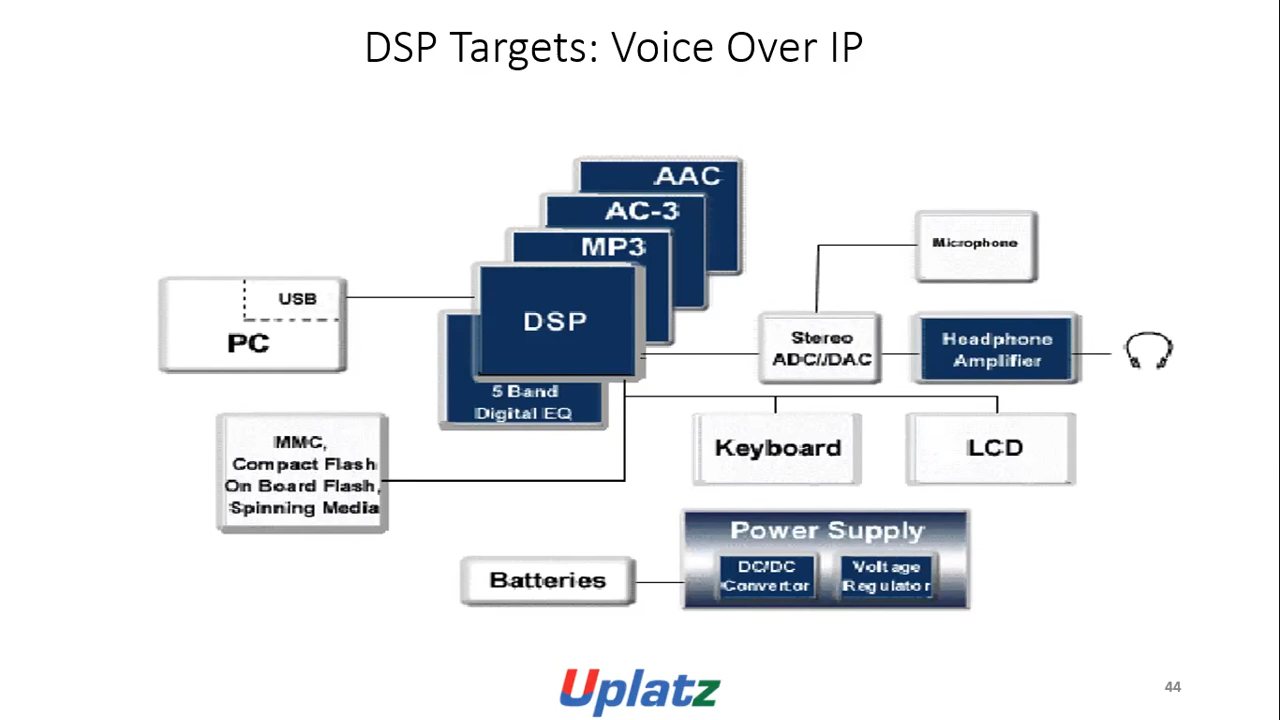 DSP Targets: Voice Over IP
AAC
AC-3
MP3
DSP
5 Band
Digital EQ
USB
PC
Microphone
Stereo
ADC//DAC
Headphone
Amplifier
MMC,
Compact Flash
On Board Flash,
Spinning Media
Keyboard
LCD
Batteries
Power Supply
DC/DC
Convertor
Voltage
Regulator
Uplatz
44